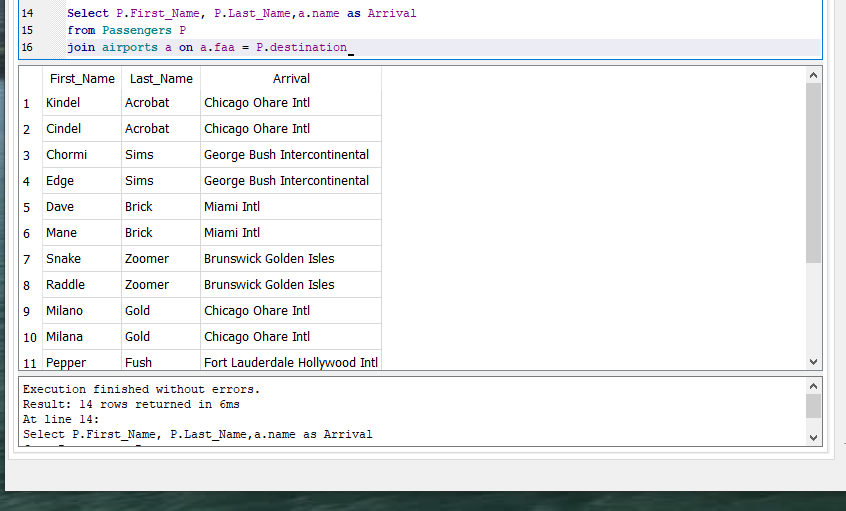 14 Select P.First_Name, P.Last_Name,a.name as Arrival
15 from Passengers P
16 join airports a on a.faa = P.destination
First_Name Last_Name Arrival
1 Kindel Acrobat Chicago Ohare Intl
2 Cindel Acrobat Chicago Ohare Intl
3 Chormi Sims George Bush Intercontinental
4 Edge Sims George Bush Intercontinental
5 Dave Brick Miami Intl
6 Mane Brick Miami Intl
7 Snake Zoomer Brunswick Golden Isles
8 Raddle Zoomer Brunswick Golden Isles
9 Milano Gold Chicago Ohare Intl
10 Milana Gold Chicago Ohare Intl
11 Pepper Fush Fort Lauderdale Hollywood Intl
Execution finished without errors.
Result: 14 rows returned in 6ms
At line 14:
Select P.First_Name, P.Last_Name,a.name as Arrival